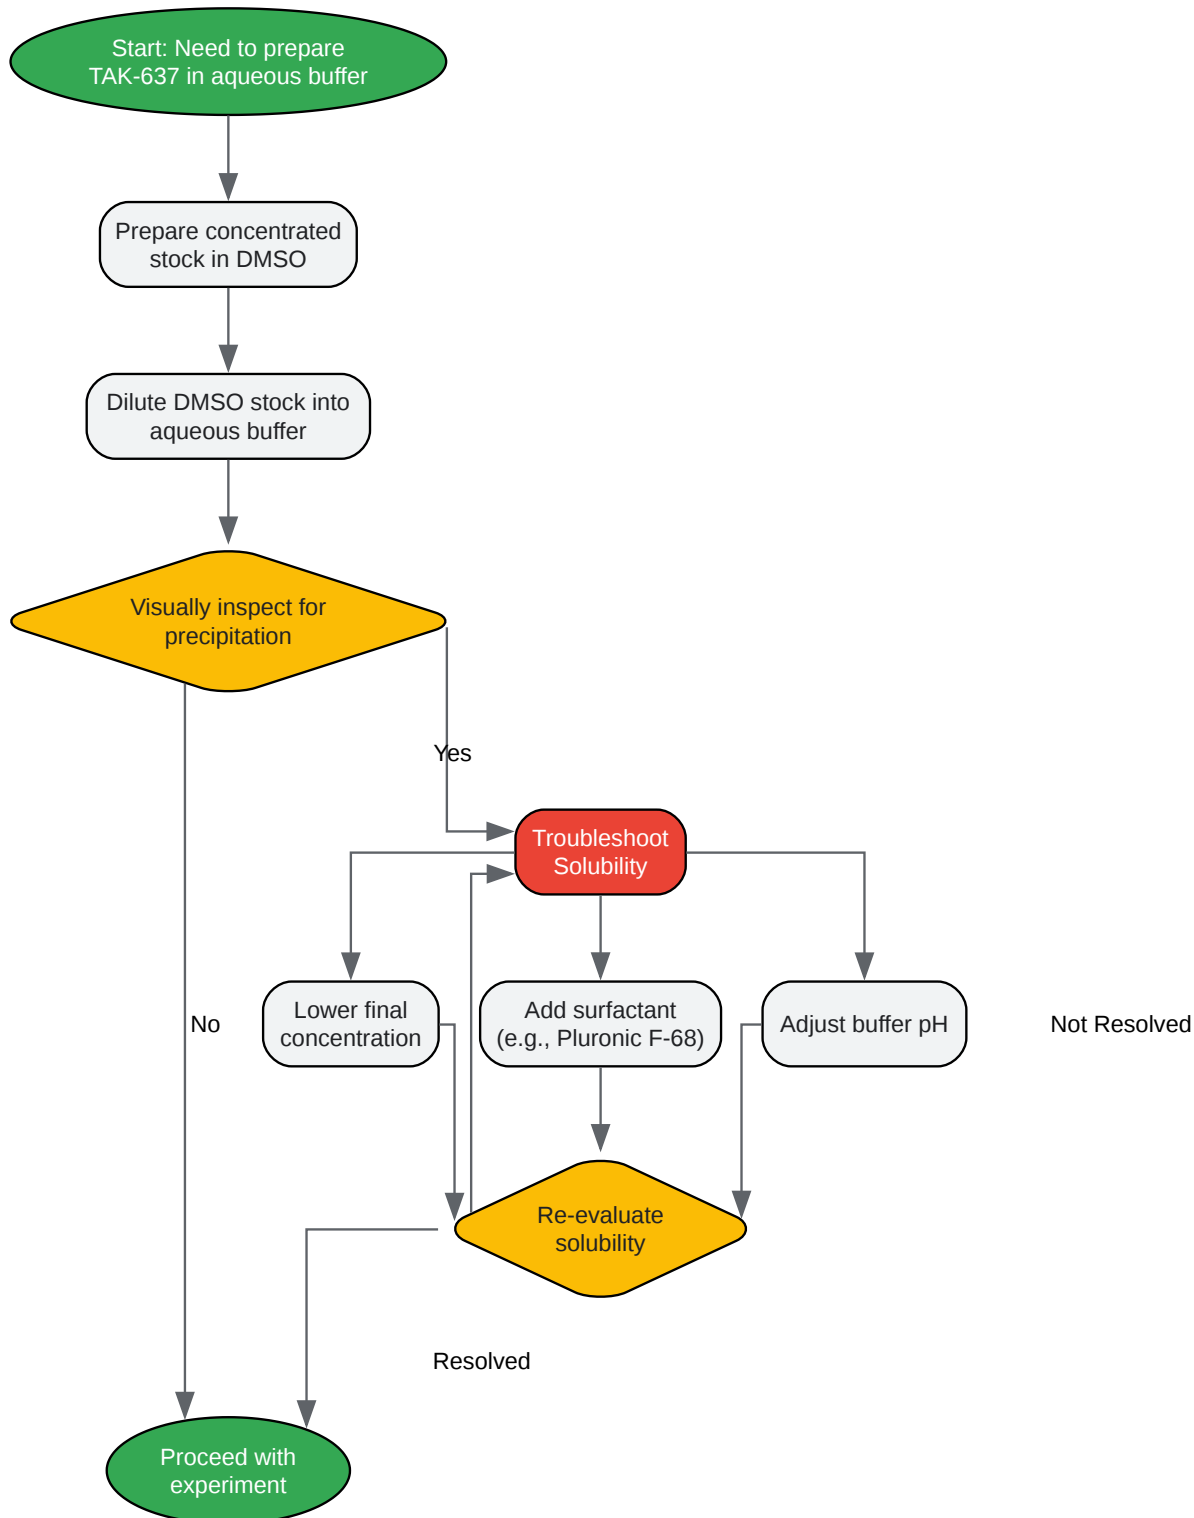 Start: Need to prepare
TAK-637 in aqueous buffer
Prepare concentrated
stock in DMSO
Dilute DMSO stock into
aqueous buffer
Visually inspect for
precipitation
Yes
Troubleshoot
Solubility
No
Lower final
concentration
Add surfactant
(e.g., Pluronic F-68)
Adjust buffer pH
Not Resolved
Re-evaluate
solubility
Resolved
Proceed with
experiment